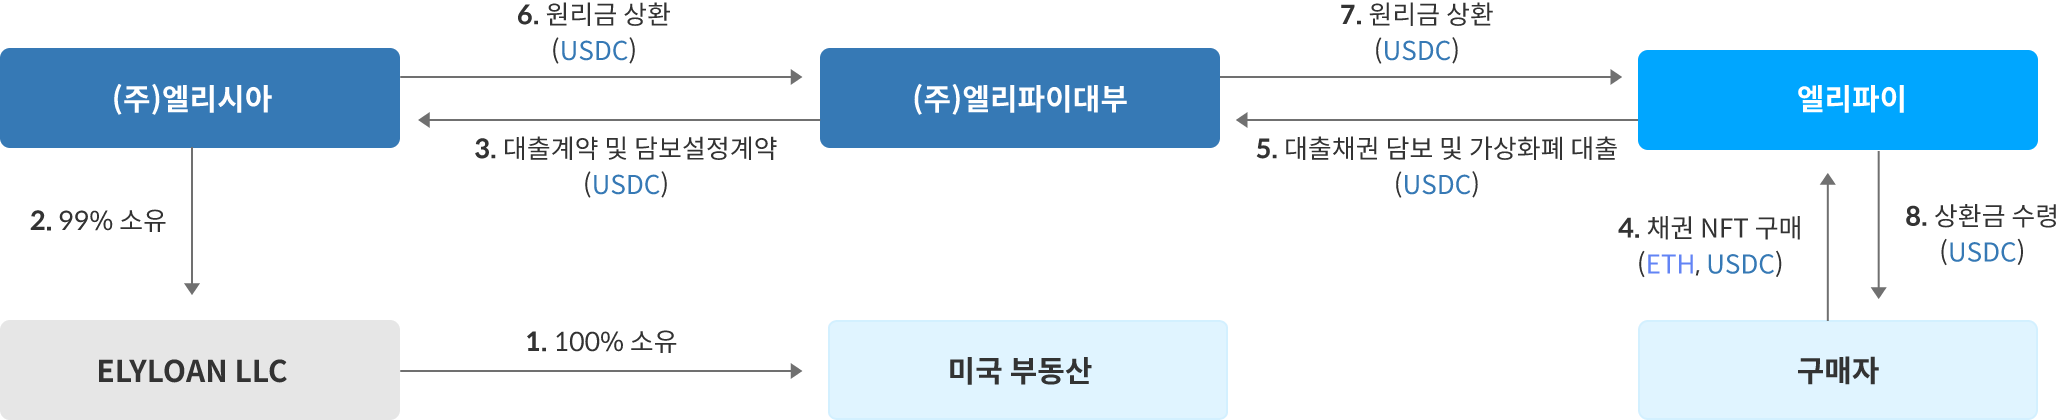 6. 원리금 상환
(USDC)
7. 원리금 상환
(USDC)
(주)엘리시아
(주)엘리파이대부
엘리파이
3. 대출계약 및 담보설정계약
(USDC)
5. 대출채권 담보 및 가상화폐 대출
(USDC)
2. 99% 소유
4. 채권 NFT 구매
(ETH, USDC)
8. 상환금 수령
(USDC)
ELYLOAN LLC
1. 100% 소유
미국 부동산
구매자